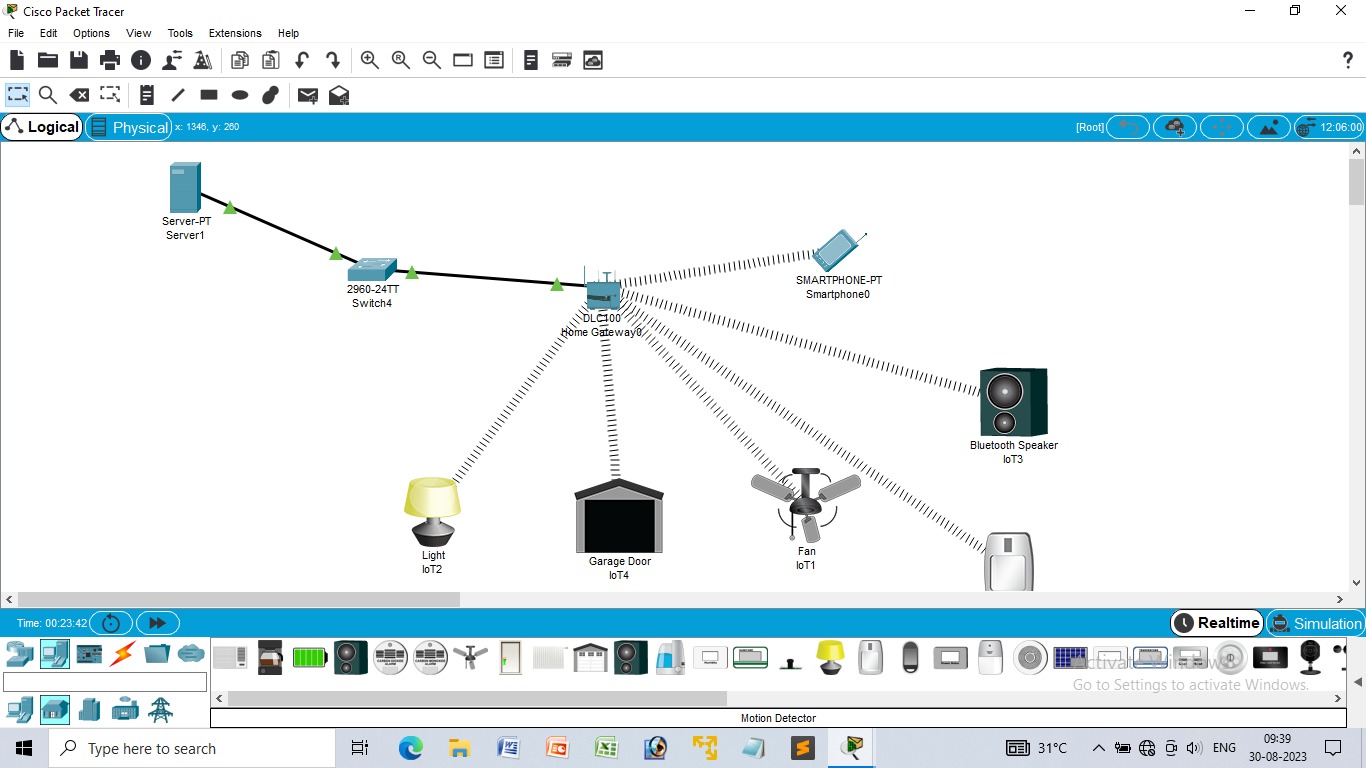 Cisco Packet Tracer
File Edit Options View Tools Extensions Help
Logical Physical x: 1346, y: 260 [Root] 12:06:00
Server-PT
Server1
2960-24TT
Switch4
DLC100
Home Gateway0
SMARTPHONE-PT
Smartphone0
Bluetooth Speaker
IoT3
Light
IoT2
Garage Door
IoT4
Fan
IoT1
Time: 00:23:42 Realtime Simulation
Activate Windows
Go to Settings to activate Windows.
Motion Detector
Type here to search 31°C ENG 09:39
30-08-2023